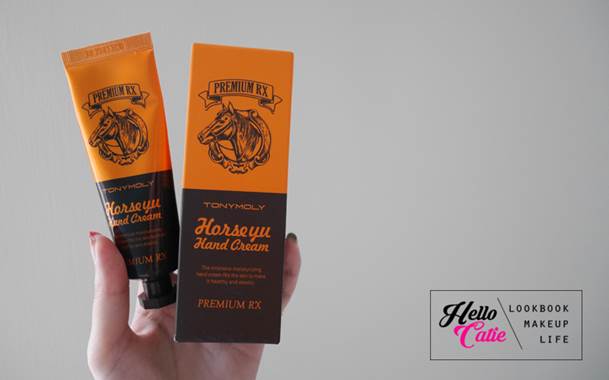 PREMIUM RX
TONYMOLY
Horseyu
Hand Cream
PREMIUM RX
PREMIUM RX
TONYMOLY
Horseyu
Hand Cream
The intensive moisturizing
hand cream fills the skin to make
it healthy and elastic.
PREMIUM RX
Hello
Catie
LOOKBOOK
MAKEUP
LIFE